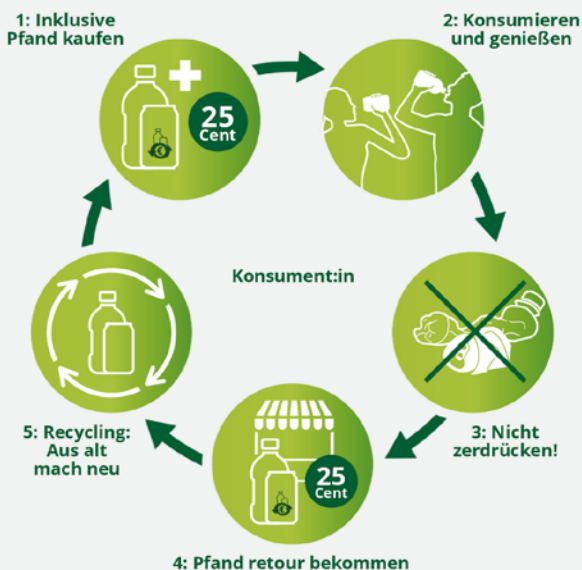 1: Inklusive
Pfand kaufen
25
Cent
2: Konsumieren
und genießen
Konsument:in
3: Nicht
zerdrücken!
25
Cent
4: Pfand retour bekommen
5: Recycling:
Aus alt
mach neu